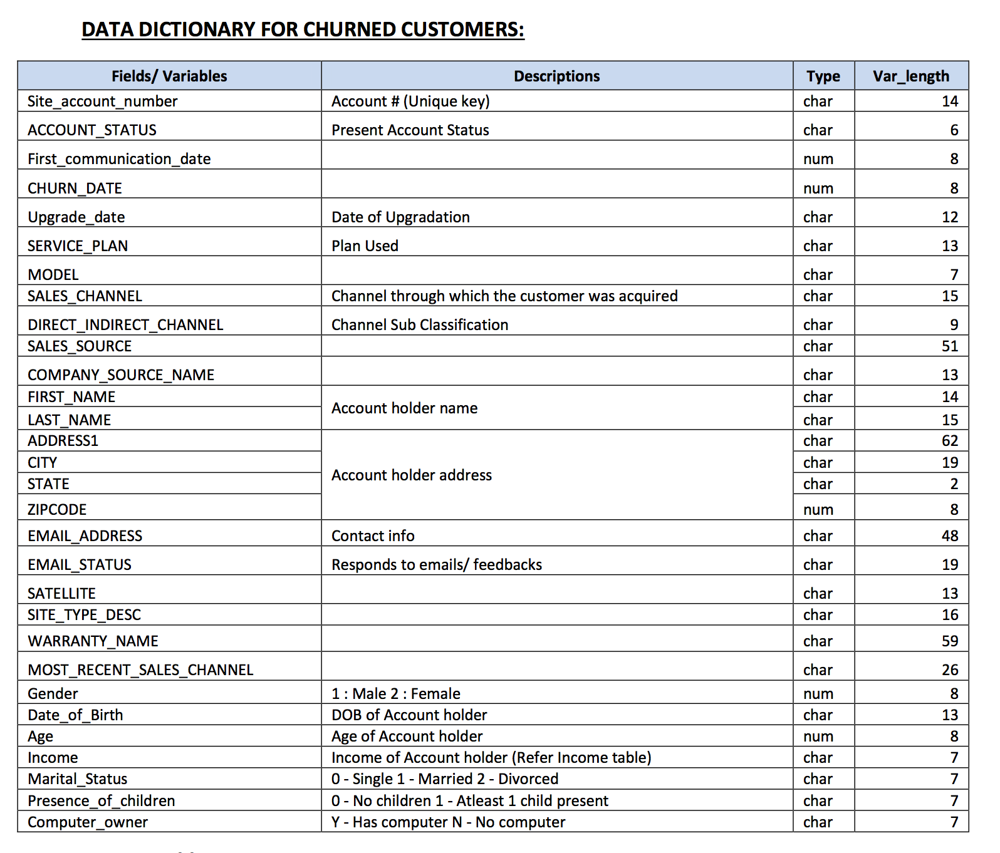 DATA DICTIONARY FOR CHURNED CUSTOMERS:
Fields/ Variables Descriptions Type Var_length
Site_account_number Account # (Unique key) char 14
ACCOUNT_STATUS Present Account Status char 6
First_communication_date num 8
CHURN_DATE num 8
Upgrade_date Date of Upgradation char 12
SERVICE_PLAN Plan Used char 13
MODEL char 7
SALES_CHANNEL Channel through which the customer was acquired char 15
DIRECT_INDIRECT_CHANNEL Channel Sub Classification char 9
SALES_SOURCE char 51
COMPANY_SOURCE_NAME char 13
FIRST_NAME char 14
Account holder name
LAST_NAME char 15
ADDRESS1 char 62
CITY char 19
Account holder address
STATE char 2
ZIPCODE num 8
EMAIL_ADDRESS Contact info char 48
EMAIL_STATUS Responds to emails/ feedbacks char 19
SATELLITE char 13
SITE_TYPE_DESC char 16
WARRANTY_NAME char 59
MOST_RECENT_SALES_CHANNEL char 26
Gender 1 : Male 2 : Female num 8
Date_of_Birth DOB of Account holder char 13
Age Age of Account holder num 8
Income Income of Account holder (Refer Income table) char 7
Marital_Status 0 - Single 1 - Married 2 - Divorced char 7
Presence_of_children 0 - No children 1 - Atleast 1 child present char 7
Computer_owner Y - Has computer N - No computer char 7